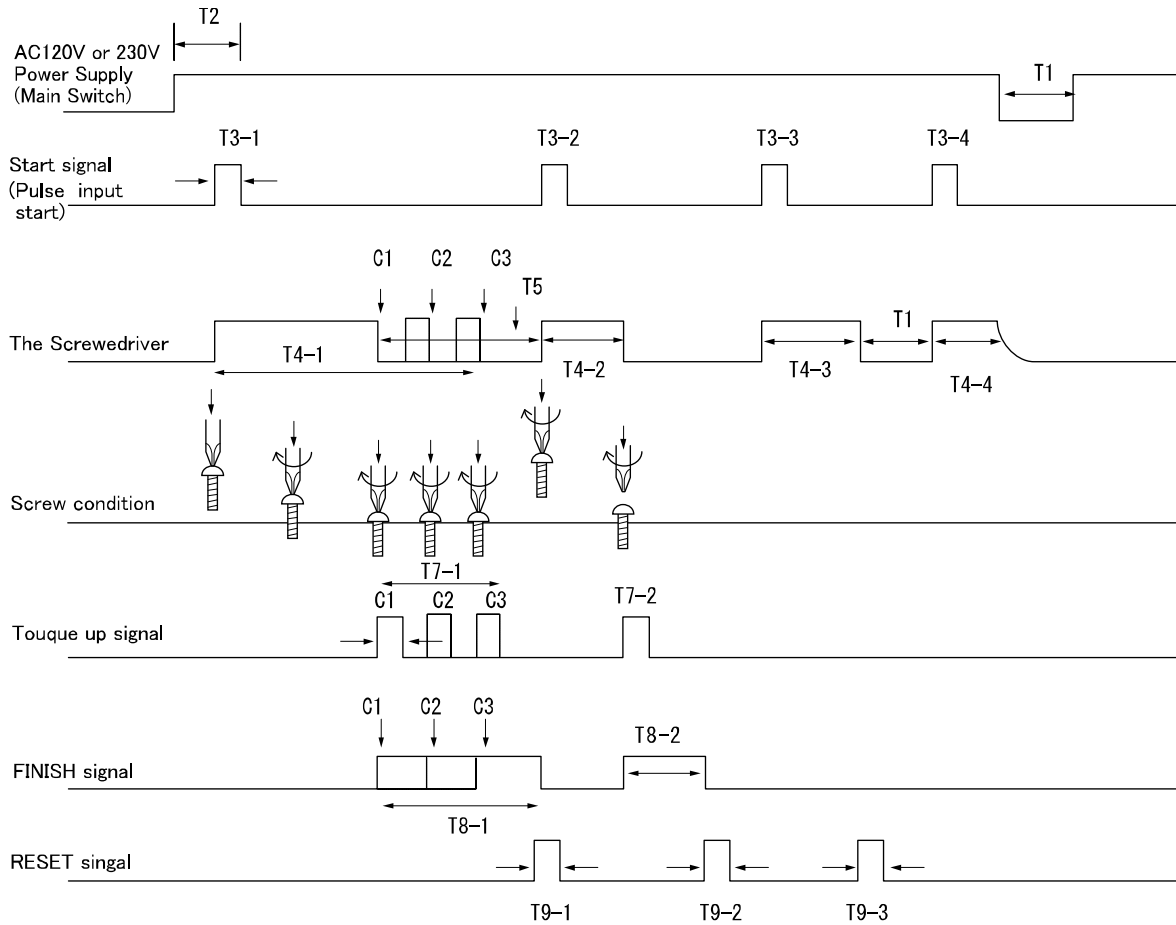 T2
AC120V or 230V
Power Supply
(Main Switch)
T1
T3-1
T3-2
T3-3
T3-4
Start signal
(Pulse input
start)
C1
C2
C3
T5
The Screwedriver
T4-1
T4-2
T4-3
T1
T4-4
Screw condition
T7-1
C1
C2
C3
T7-2
Touque up signal
C1
C2
C3
T8-2
FINISH signal
T8-1
RESET singal
T9-1
T9-2
T9-3